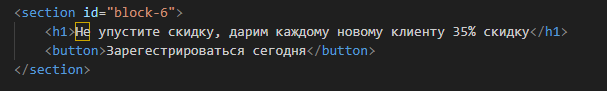 <section id="block-6">
<h1>Не упустите скидку, дарим каждому новому клиенту 35% скидку</h1>
<button>Зарегестрироваться сегодня</button>
</section>